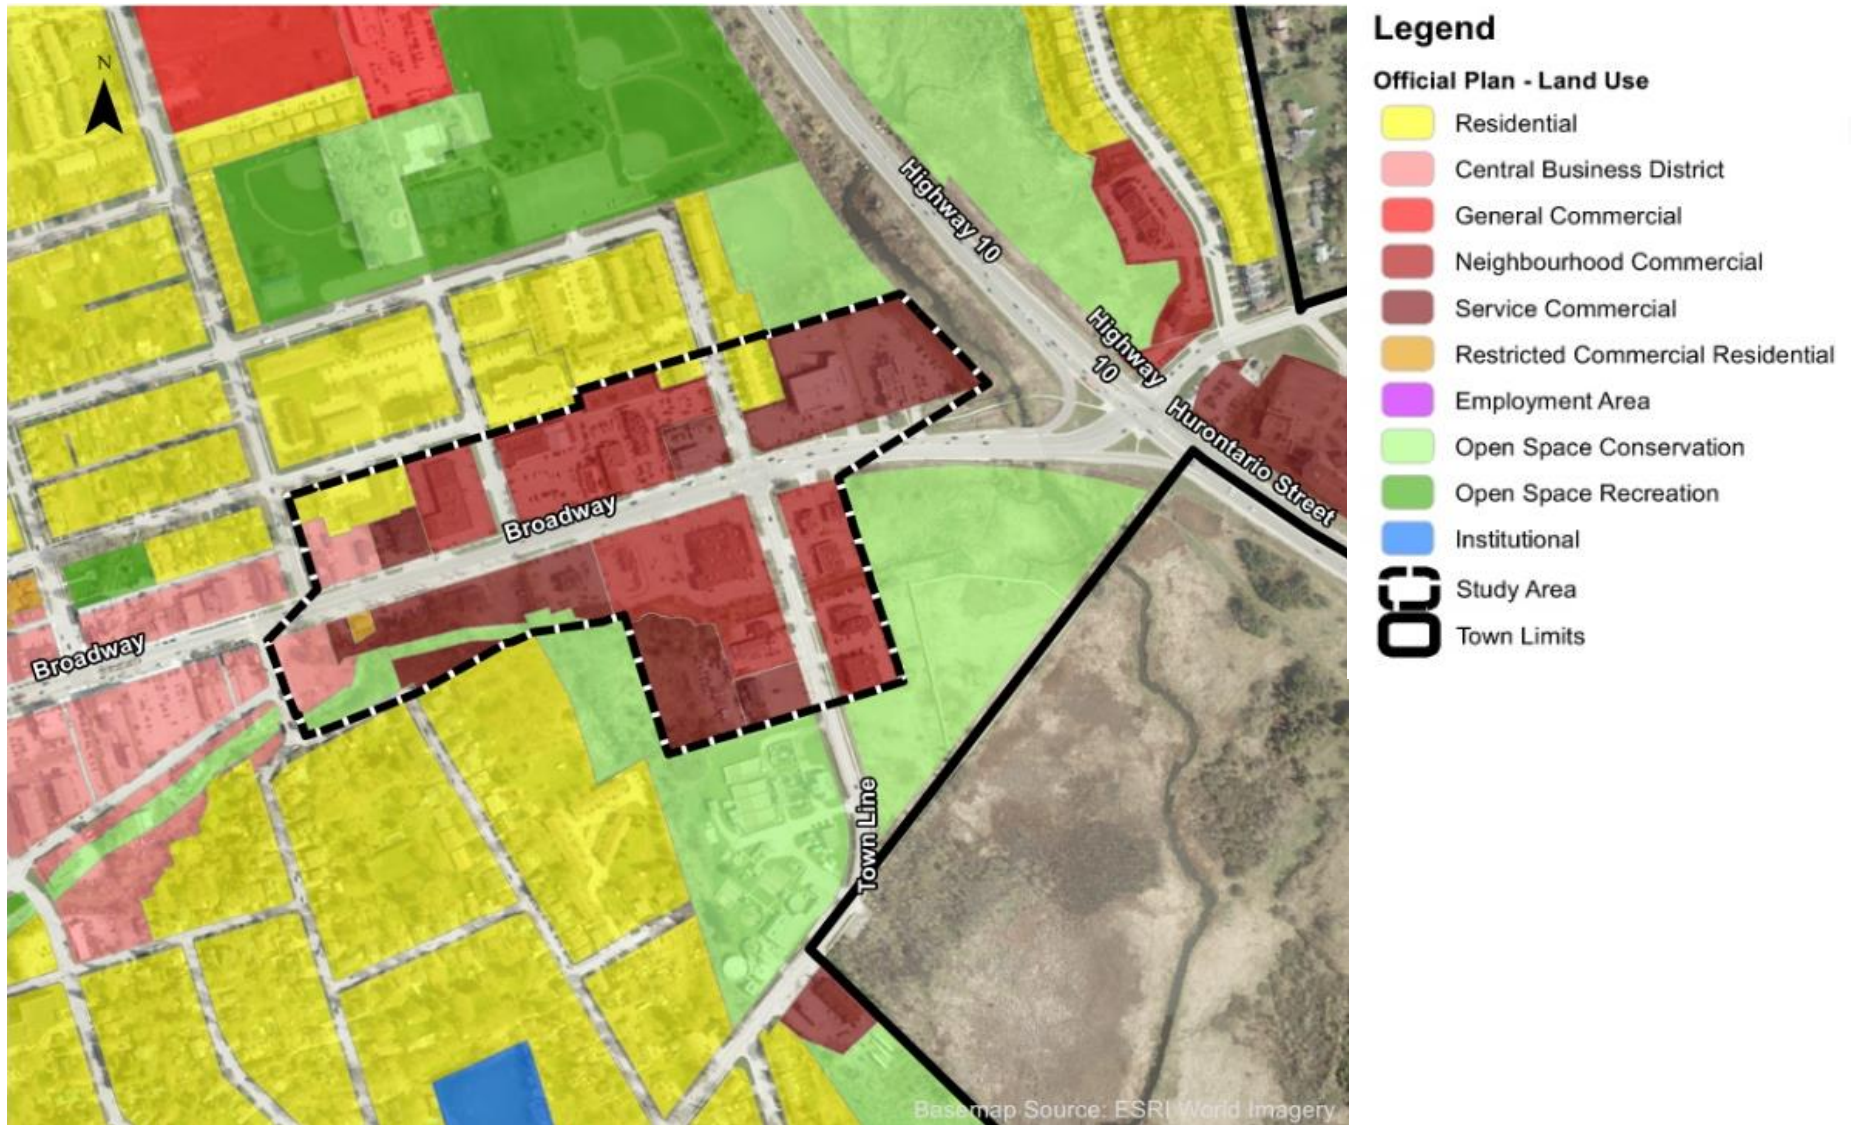 N
Highway 10
Highway
10
Hurontario Street
Broadway
Broadway
Town Line
Basemap Source: ESRI World Imagery
Legend
Official Plan - Land Use
Residential
Central Business District
General Commercial
Neighbourhood Commercial
Service Commercial
Restricted Commercial Residential
Employment Area
Open Space Conservation
Open Space Recreation
Institutional
Study Area
Town Limits